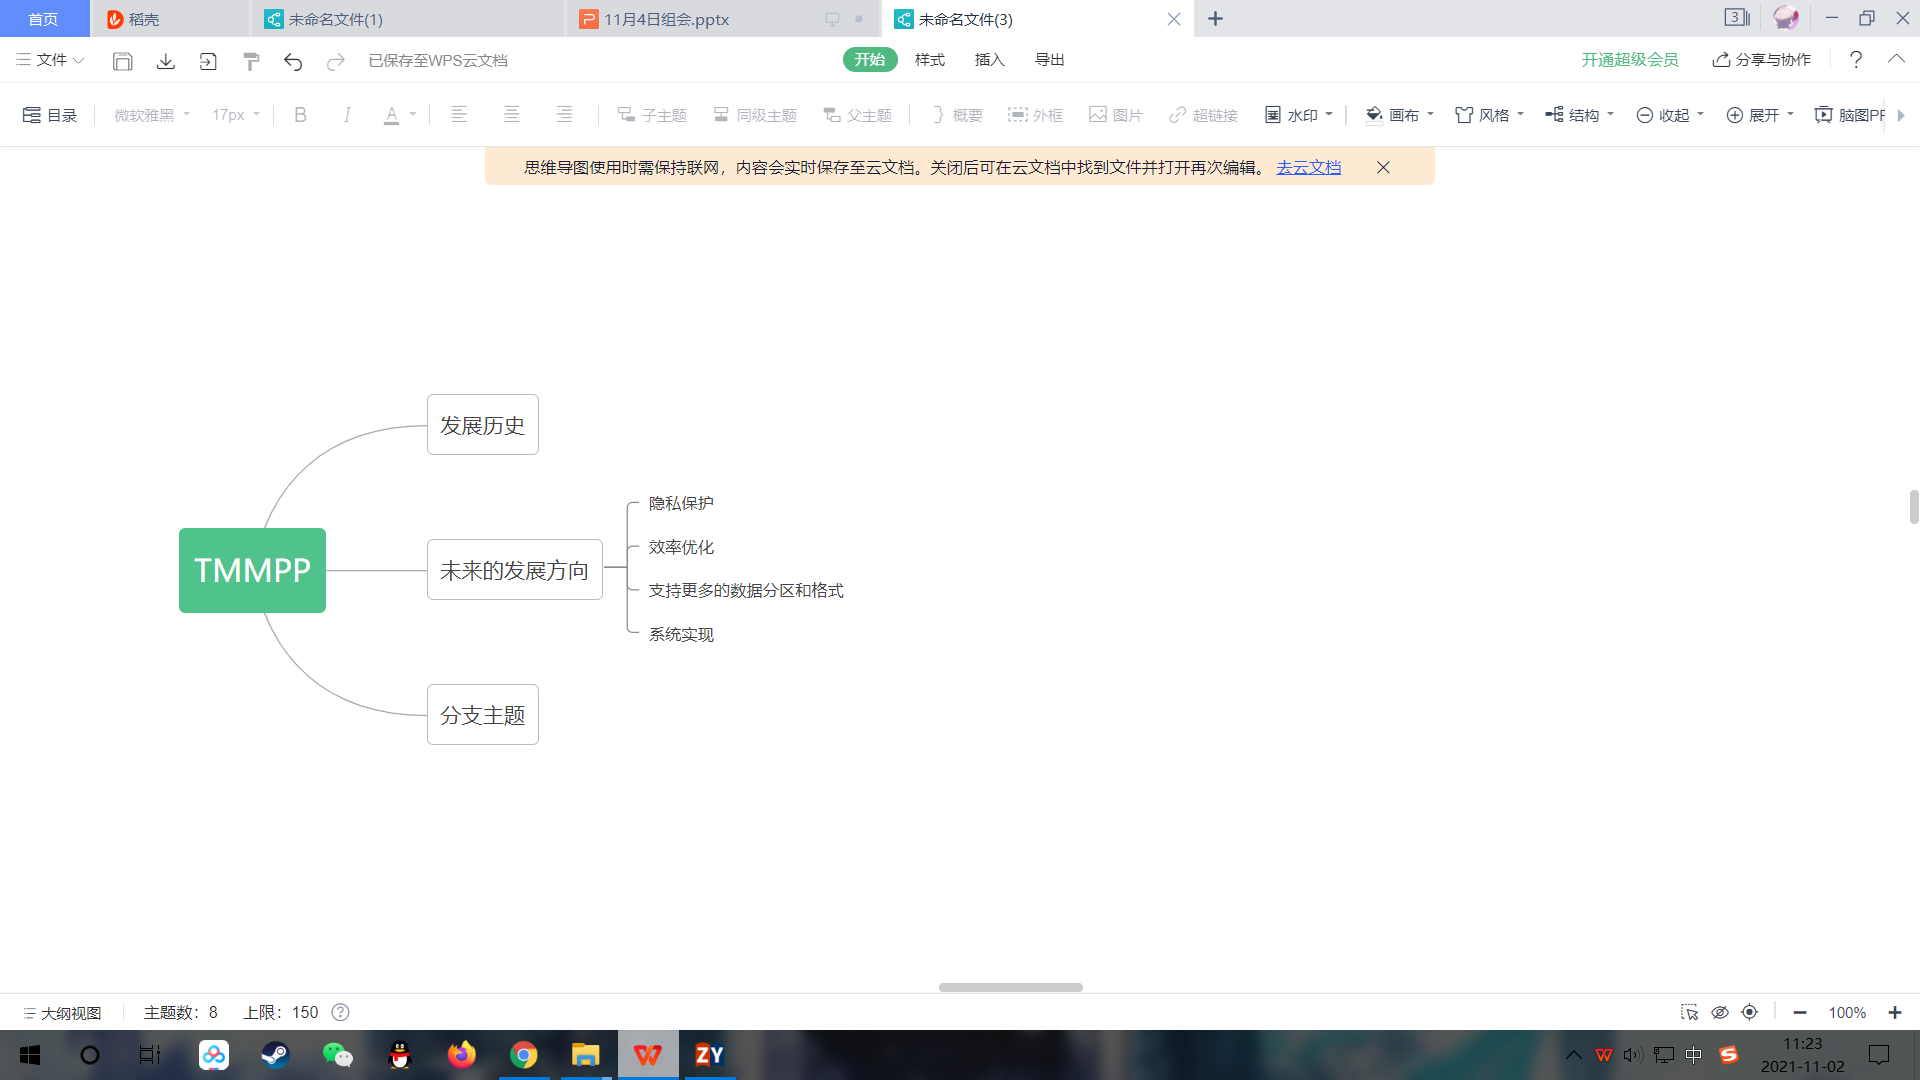 首页
稻壳
未命名文件(1)
11月4日组会.pptx
未命名文件(3)
3
文件
已保存至WPS云文档
开始
样式
插入
导出
开通超级会员
分享与协作
目录
微软雅黑
17px
B
I
A
子主题
同级主题
父主题
概要
外框
图片
超链接
水印
画布
风格
结构
收起
展开
脑图PP
思维导图使用时需保持联网，内容会实时保存至云文档。关闭后可在云文档中找到文件并打开再次编辑。 去云文档
发展历史
隐私保护
效率优化
TMMPP
未来的发展方向
支持更多的数据分区和格式
系统实现
分支主题
大纲视图
主题数：8
上限：150
100%
ZY
中
11:23
2021-11-02